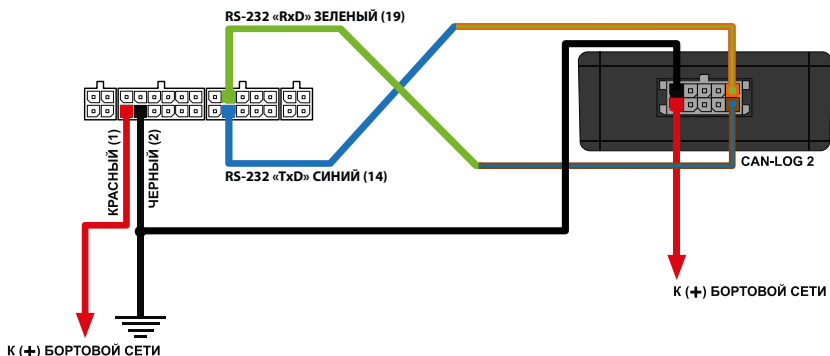 RS-232 «RxD» ЗЕЛЕНЫЙ (19)
КРАСНЫЙ (1)
ЧЕРНЫЙ (2)
RS-232 «TxD» СИНИЙ (14)
CAN-LOG 2
К (+) БОРТОВОЙ СЕТИ
К (+) БОРТОВОЙ СЕТИ